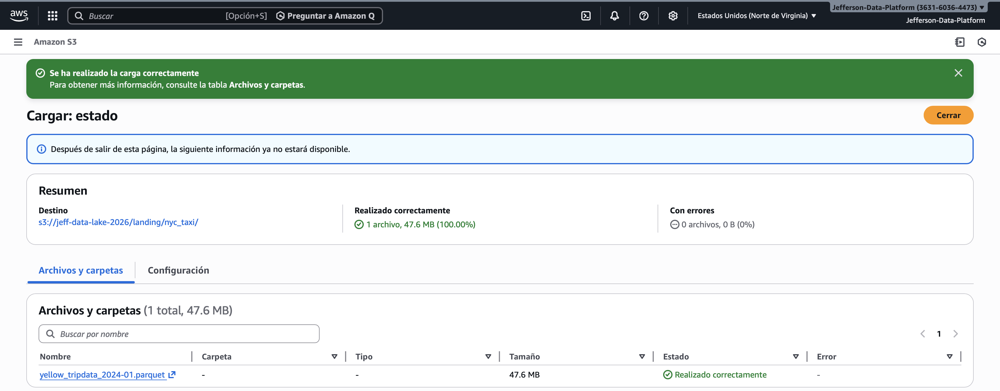 aws
Buscar [Opción+S] Preguntar a Amazon Q
Estados Unidos (Norte de Virginia)
Jefferson-Data-Platform (3631-6036-4473)
Jefferson-Data-Platform
Amazon S3
Se ha realizado la carga correctamente
Para obtener más información, consulte la tabla Archivos y carpetas.
Cargar: estado
Cerrar
Después de salir de esta página, la siguiente información ya no estará disponible.
Resumen
Destino
s3://jeff-data-lake-2026/landing/nyc_taxi/
Realizado correctamente
1 archivo, 47.6 MB (100.00%)
Con errores
0 archivos, 0 B (0%)
Archivos y carpetas
Configuración
Archivos y carpetas (1 total, 47.6 MB)
Buscar por nombre
1
Nombre Carpeta Tipo Tamaño Estado Error
yellow_tripdata_2024-01.parquet - - 47.6 MB Realizado correctamente -